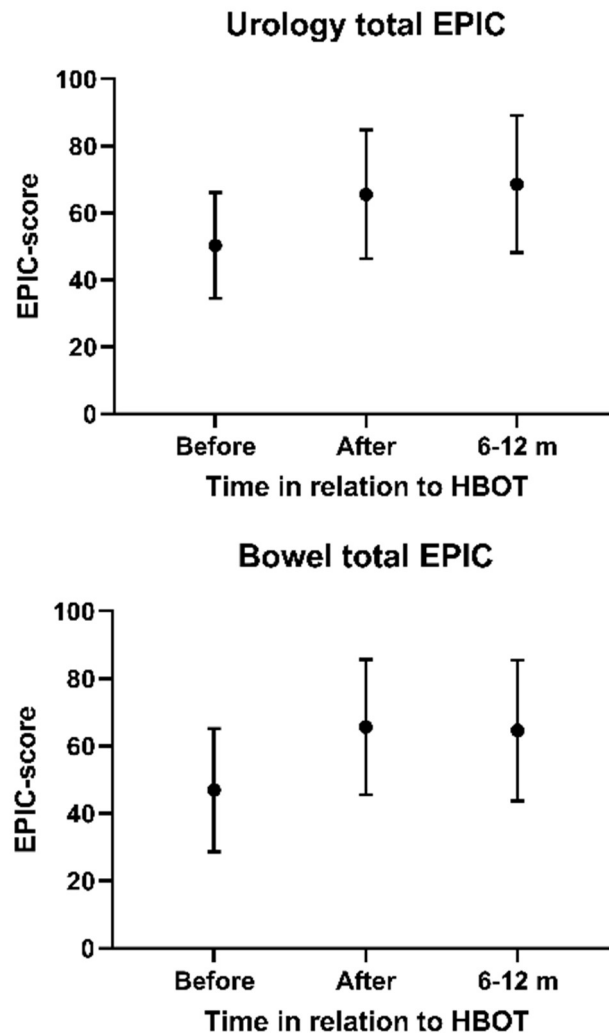 Urology total EPIC
100
80
60
40
20
0
EPIC-score
Before After 6-12 m
Time in relation to HBOT
Bowel total EPIC
100
80
60
40
20
0
EPIC-score
Before After 6-12 m
Time in relation to HBOT